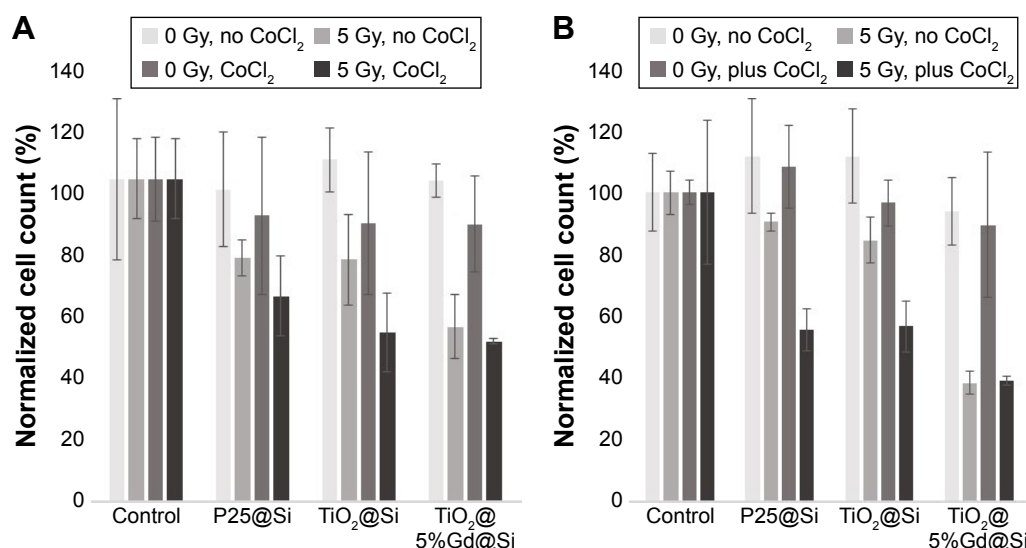 A
0 Gy, no CoCl₂ 5 Gy, no CoCl₂
0 Gy, CoCl₂ 5 Gy, CoCl₂
Normalized cell count (%)
140
120
100
80
60
40
20
0
Control P25@Si TiO₂@Si TiO₂@
5%Gd@Si
B
0 Gy, no CoCl₂ 5 Gy, no CoCl₂
0 Gy, plus CoCl₂ 5 Gy, plus CoCl₂
Normalized cell count (%)
140
120
100
80
60
40
20
0
Control P25@Si TiO₂@Si TiO₂@
5%Gd@Si